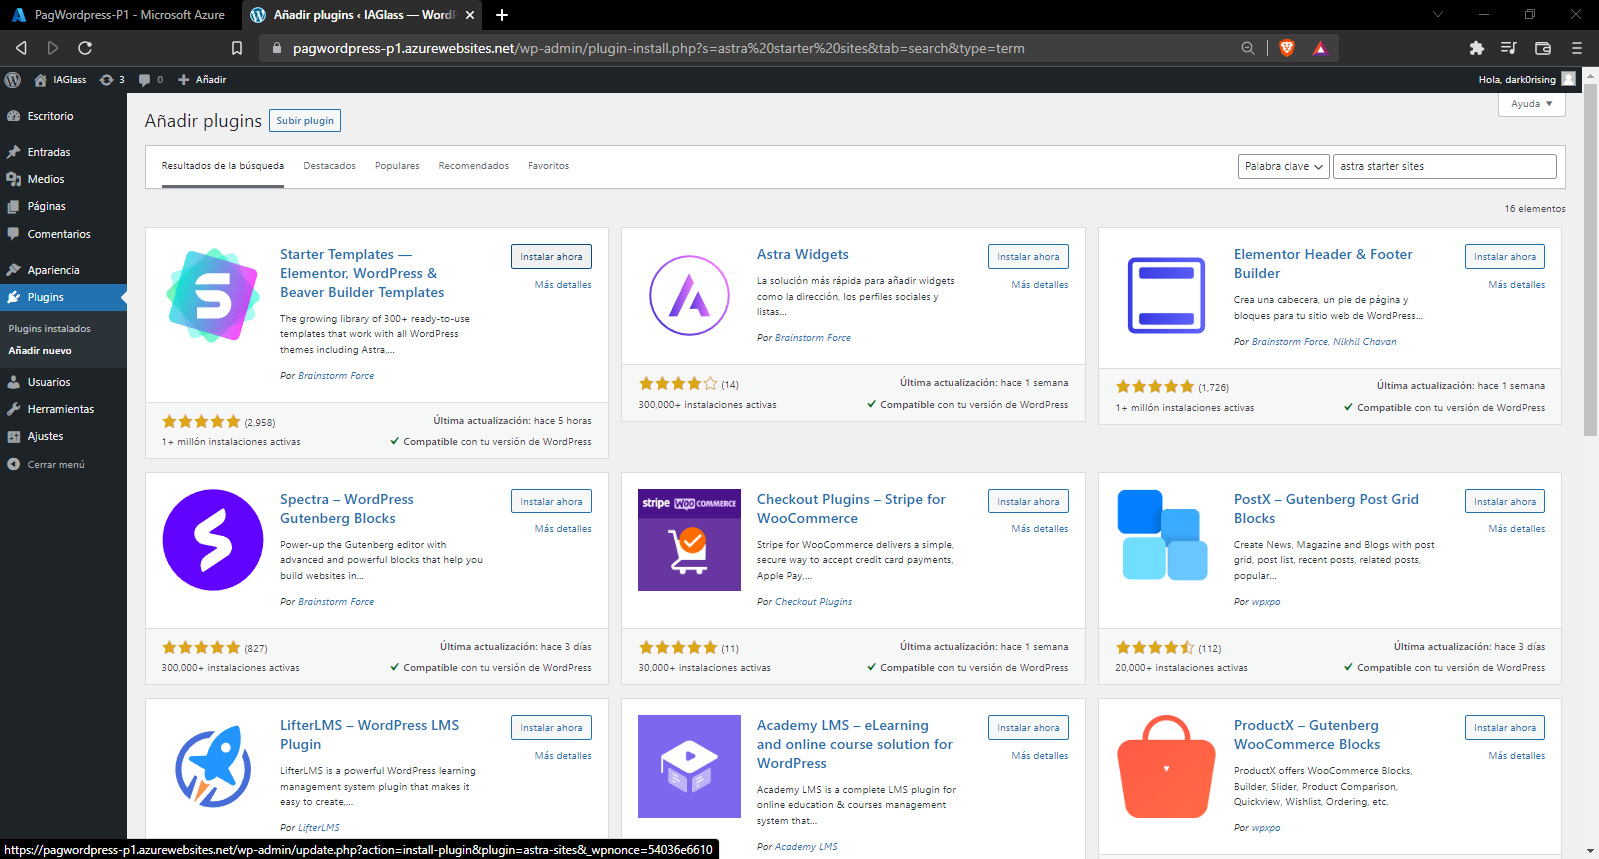 PagWordpress-P1 - Microsoft Azure
Añadir plugins ‹ IAGlass — WordP
pagwordpress-p1.azurewebsites.net/wp-admin/plugin-install.php?s=astra%20starter%20sites&tab=search&type=term
IAGlass
3
0
Añadir
Hola, dark0rising
Escritorio
Entradas
Medios
Páginas
Comentarios
Apariencia
Plugins
Plugins instalados
Añadir nuevo
Usuarios
Herramientas
Ajustes
Cerrar menú
Ayuda
Añadir plugins
Subir plugin
Resultados de la búsqueda
Destacados
Populares
Recomendados
Favoritos
Palabra clave
astra starter sites
16 elementos
Starter Templates —
Elementor, WordPress &
Beaver Builder Templates
Instalar ahora
Más detalles
The growing library of 300+ ready-to-use
templates that work with all WordPress
themes including Astra,...
Por Brainstorm Force
(2,958)
Última actualización: hace 5 horas
1+ millón instalaciones activas
Compatible con tu versión de WordPress
Astra Widgets
Instalar ahora
Más detalles
La solución más rápida para añadir widgets
como la dirección, los perfiles sociales y
listas...
Por Brainstorm Force
(14)
Última actualización: hace 1 semana
300,000+ instalaciones activas
Compatible con tu versión de WordPress
Elementor Header & Footer
Builder
Instalar ahora
Más detalles
Crea una cabecera, un pie de página y
bloques para tu sitio web de WordPress...
Por Brainstorm Force, Nikhil Chavan
(1,726)
Última actualización: hace 1 semana
1+ millón instalaciones activas
Compatible con tu versión de WordPress
Spectra – WordPress
Gutenberg Blocks
Instalar ahora
Más detalles
Power-up the Gutenberg editor with
advanced and powerful blocks that help you
build websites in...
Por Brainstorm Force
(827)
Última actualización: hace 3 días
300,000+ instalaciones activas
Compatible con tu versión de WordPress
stripe WOO COMMERCE
Checkout Plugins – Stripe for
WooCommerce
Instalar ahora
Más detalles
Stripe for WooCommerce delivers a simple,
secure way to accept credit card payments,
Apple Pay,...
Por Checkout Plugins
(11)
Última actualización: hace 1 semana
30,000+ instalaciones activas
Compatible con tu versión de WordPress
PostX – Gutenberg Post Grid
Blocks
Instalar ahora
Más detalles
Create News, Magazine and Blogs with post
grid, post list, recent posts, related posts,
popular...
Por wpxpo
(112)
Última actualización: hace 3 días
20,000+ instalaciones activas
Compatible con tu versión de WordPress
LifterLMS – WordPress LMS
Plugin
Instalar ahora
Más detalles
LifterLMS is a powerful WordPress learning
management system plugin that makes it
easy to create,...
Por LifterLMS
Academy LMS – eLearning
and online course solution for
WordPress
Instalar ahora
Más detalles
Academy LMS is a complete LMS plugin for
online education & courses management
system that...
Por Academy LMS
ProductX – Gutenberg
WooCommerce Blocks
Instalar ahora
Más detalles
ProductX offers WooCommerce Blocks,
Builder, Slider, Product Comparison,
Quickview, Wishlist, Ordering, etc.
Por wpxpo
https://pagwordpress-p1.azurewebsites.net/wp-admin/update.php?action=install-plugin&plugin=astra-sites&_wpnonce=54036e6610